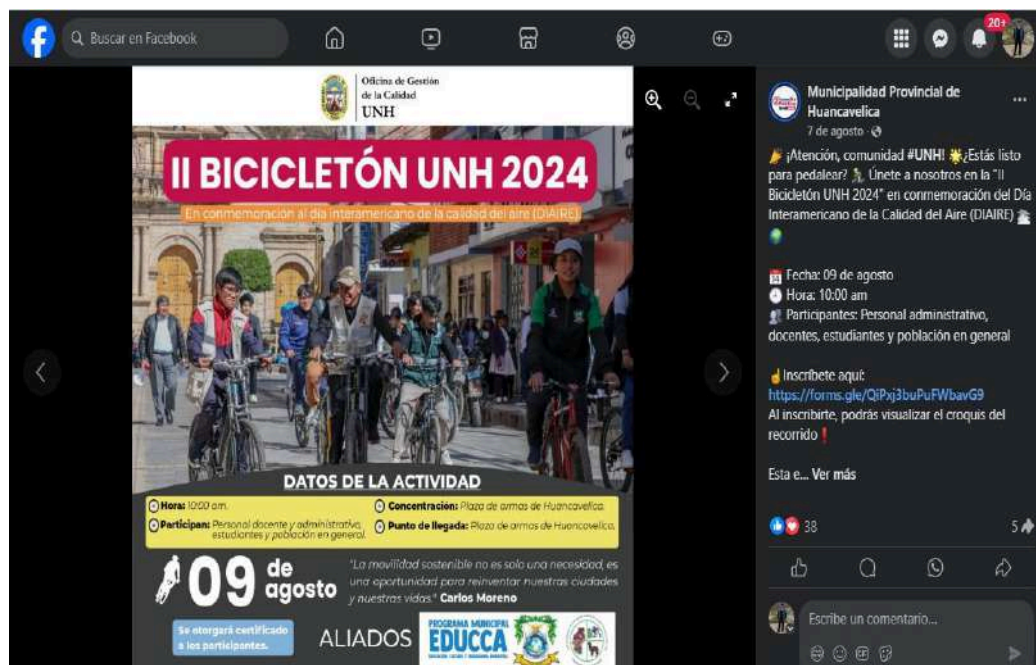 Buscar en Facebook
20+
Oficina de Gestión
de la Calidad
UNH
II BICICLETÓN UNH 2024
En conmemoración al día interamericano de la calidad del aire (DIAIRE)
DATOS DE LA ACTIVIDAD
Hora: 10:00 am.
Participan: Personal docente y administrativo,
estudiantes y población en general.
Concentración: Plaza de armas de Huancavelica.
Punto de llegada: Plaza de armas de Huancavelica.
09 de
agosto
"La movilidad sostenible no es solo una necesidad, es
una oportunidad para reinventar nuestras ciudades
y nuestras vidas." Carlos Moreno
Se otorgará certificado
a los participantes.
ALIADOS
PROGRAMA MUNICIPAL
EDUCCA
Municipalidad Provincial de
Huancavelica
7 de agosto ·
¡Atención, comunidad #UNH! ¿Estás listo
para pedalear? Únete a nosotros en la "II
Bicicletón UNH 2024" en conmemoración del Día
Interamericano de la Calidad del Aire (DIAIRE)
Fecha: 09 de agosto
Hora: 10:00 am
Participantes: Personal administrativo,
docentes, estudiantes y población en general
Inscríbete aquí:
https://forms.gle/QiPxj3buPuFWbavG9
Al inscribirte, podrás visualizar el croquis del
recorrido
Esta e... Ver más
38
5
Escribe un comentario...